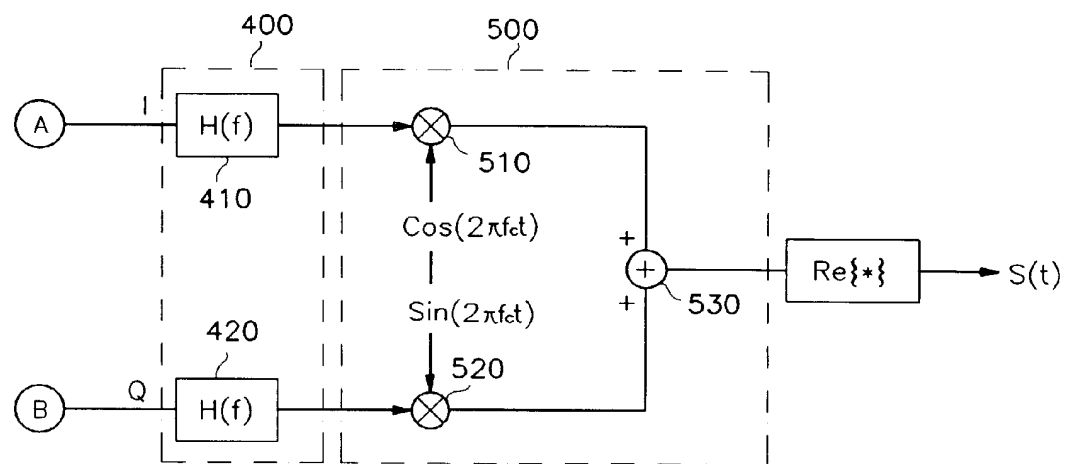 400
500
A
I
H(f)
410
510
Cos(2πfct)
+
+
+
530
Re{*}
S(t)
Sin(2πfct)
420
520
B
Q
H(f)